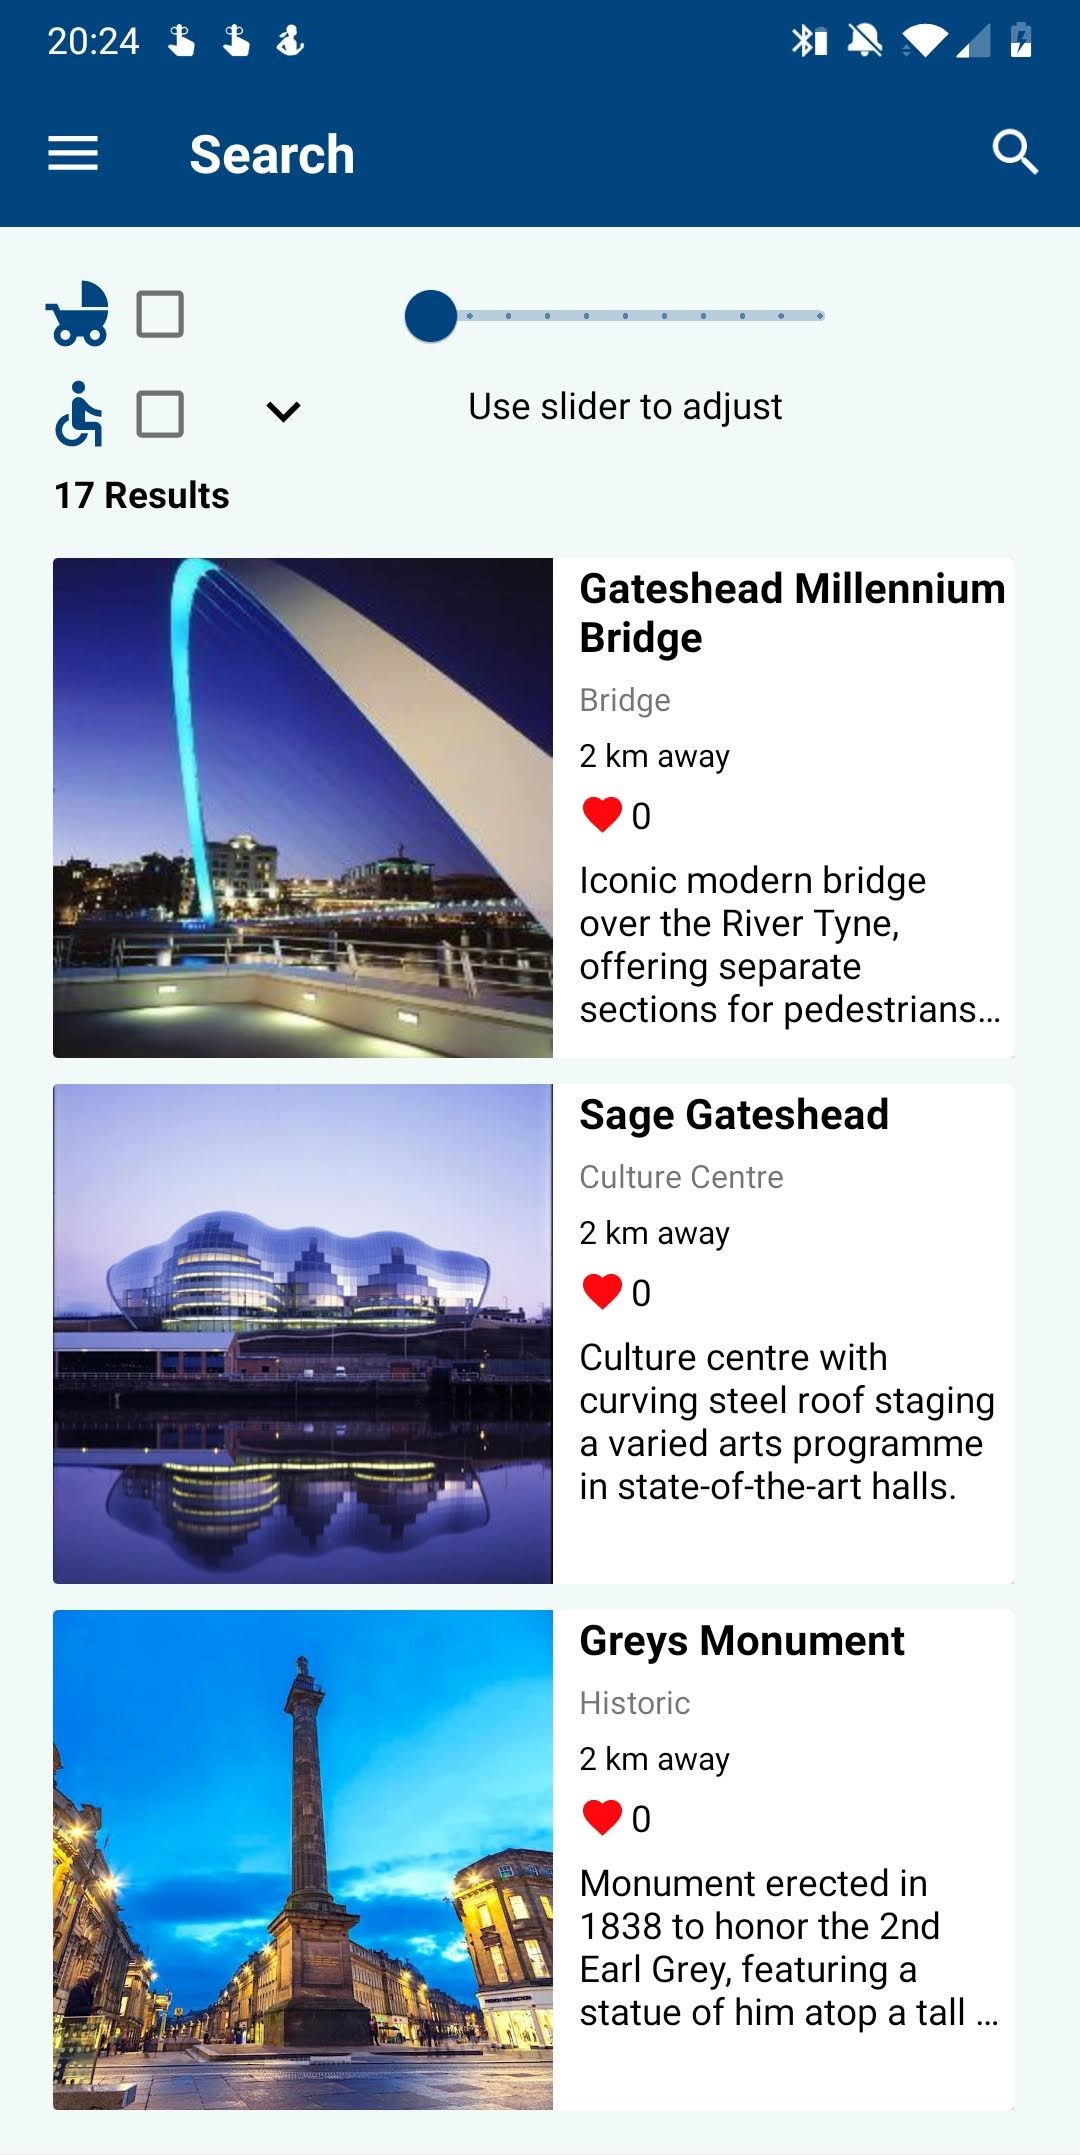 20:24
Search
Use slider to adjust
17 Results
Gateshead Millennium
Bridge
Bridge
2 km away
0
Iconic modern bridge
over the River Tyne,
offering separate
sections for pedestrians...
Sage Gateshead
Culture Centre
2 km away
0
Culture centre with
curving steel roof staging
a varied arts programme
in state-of-the-art halls.
Greys Monument
Historic
2 km away
0
Monument erected in
1838 to honor the 2nd
Earl Grey, featuring a
statue of him atop a tall ...